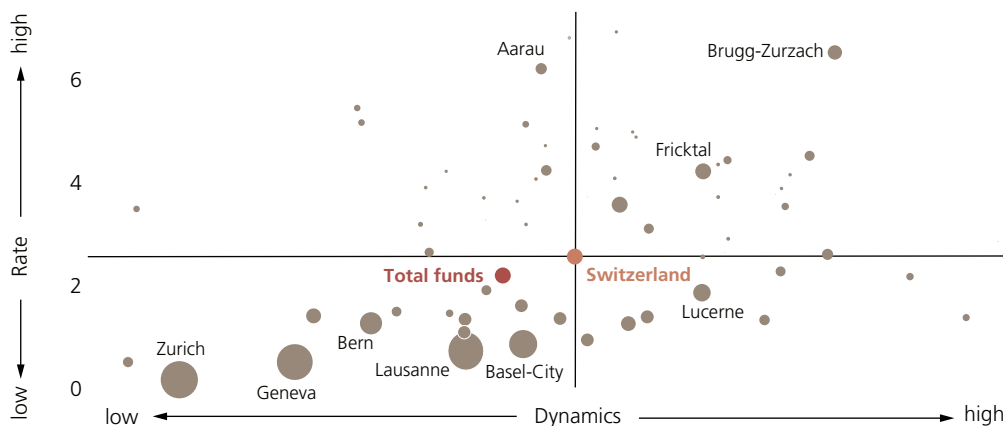 high
Rate
low
6
4
2
0
Aarau
Brugg-Zurzach
Fricktal
Total funds
Switzerland
Lucerne
Bern
Zurich
Geneva
Lausanne
Basel-City
low
Dynamics
high